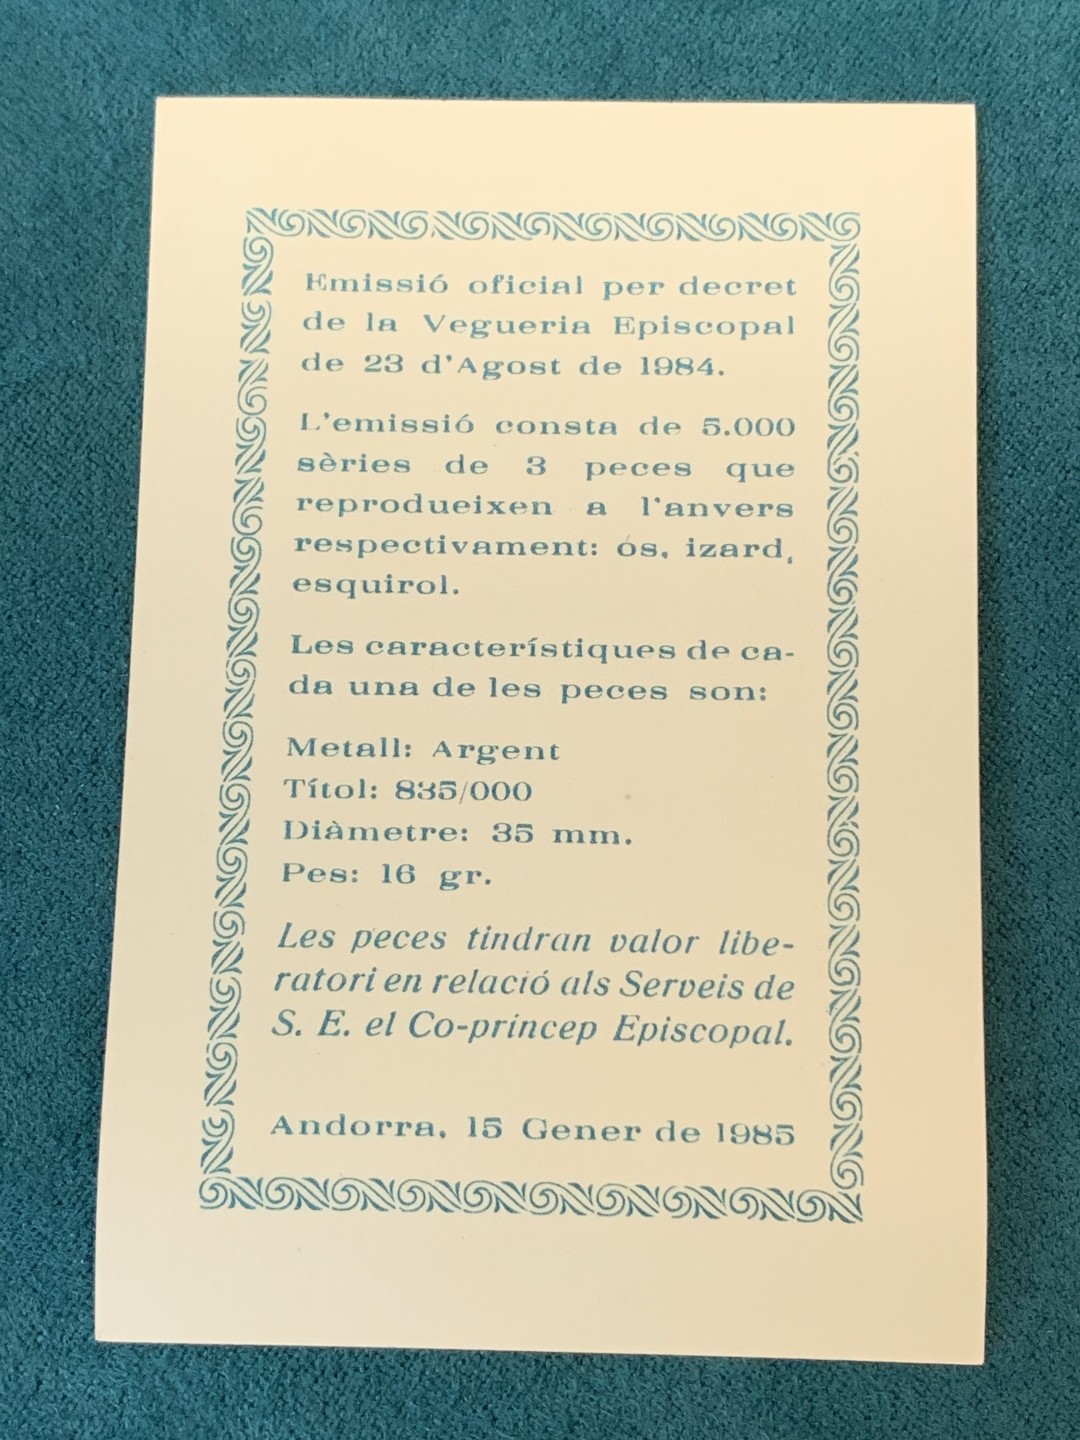 Emissió oficial per decret
de la Vegueria Episcopal
de 23 d'Agost de 1984.
L'emissió consta de 5.000
sèries de 3 peces que
reprodueixen a l'anvers
respectivament: ós, izard,
esquirol.
Les característiques de ca-
da una de les peces son:
Metall: Argent
Títol: 835/000
Diàmetre: 35 mm.
Pes: 16 gr.
Les peces tindran valor libe-
ratori en relació als Serveis de
S. E. el Co-príncep Episcopal.
Andorra, 15 Gener de 1985